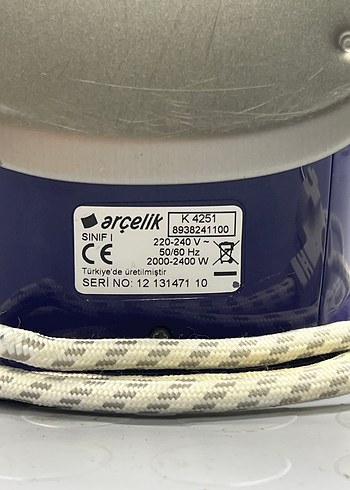 arçelik K 4251
8938241100
SINIF I
220-240 V ~
50/60 Hz
CE 2000-2400 W
Türkiye'de üretilmiştir
SERİ NO: 12 131471 10